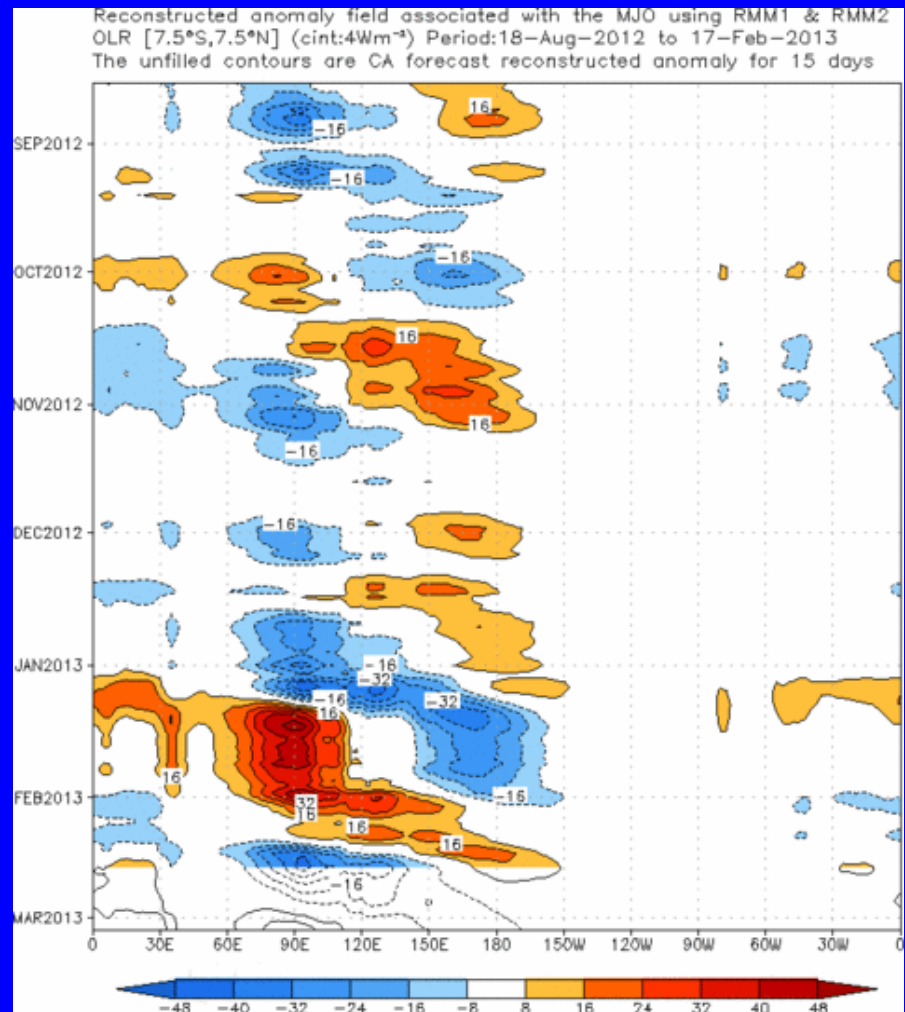 Reconstructed anomaly field associated with the MJO using RMM1 & RMM2
OLR [7.5°S,7.5°N] (cint:4Wm⁻²) Period:18-Aug-2012 to 17-Feb-2013
The unfilled contours are CA forecast reconstructed anomaly for 15 days
16
-16
SEP2012
-16
-16
OCT2012
16
NOV2012
16
-16
-16
DEC2012
-16
JAN2013
-32
-16
-32
16
16
-16
FEB2013
32
16
16
16
-16
MAR2013
0 30E 60E 90E 120E 150E 180 150W 120W 90W 60W 30W 0
-48 -40 -32 -24 -16 -8 8 16 24 32 40 48